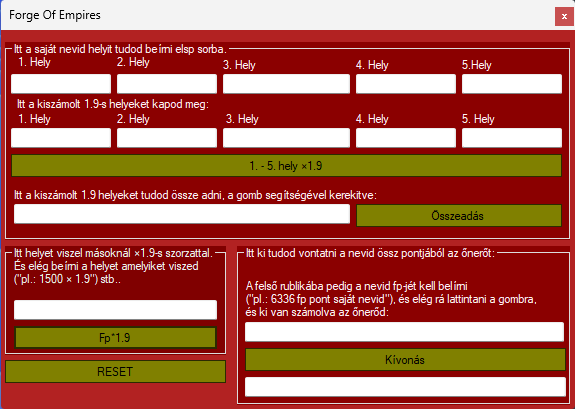 Forge Of Empires
x
Itt a saját nevid helyit tudod beírni elsp sorba.
1. Hely 2. Hely 3. Hely 4. Hely 5.Hely
Itt a kiszámolt 1.9-s helyeket kapod meg:
1. Hely 2. Hely 3. Hely 4. Hely 5. Hely
1. - 5. hely ×1.9
Itt a kiszámolt 1.9 helyeket tudod össze adni, a gomb segítségével kerekitve:
Összeadás
Itt helyet viszel másoknál ×1.9-s szorzattal.
És elég beírni a helyet amelyiket viszed
("pl.: 1500 × 1.9") stb..
Fp*1.9
RESET
Itt ki tudod vontatni a nevid össz pontjából az őnerőt:
A felső rublikába pedig a nevid fp-jét kell beírni
("pl.: 6336 fp pont saját nevid"), és elég rá lattintani a gombra,
és ki van számolva az őnerőd:
Kívonás